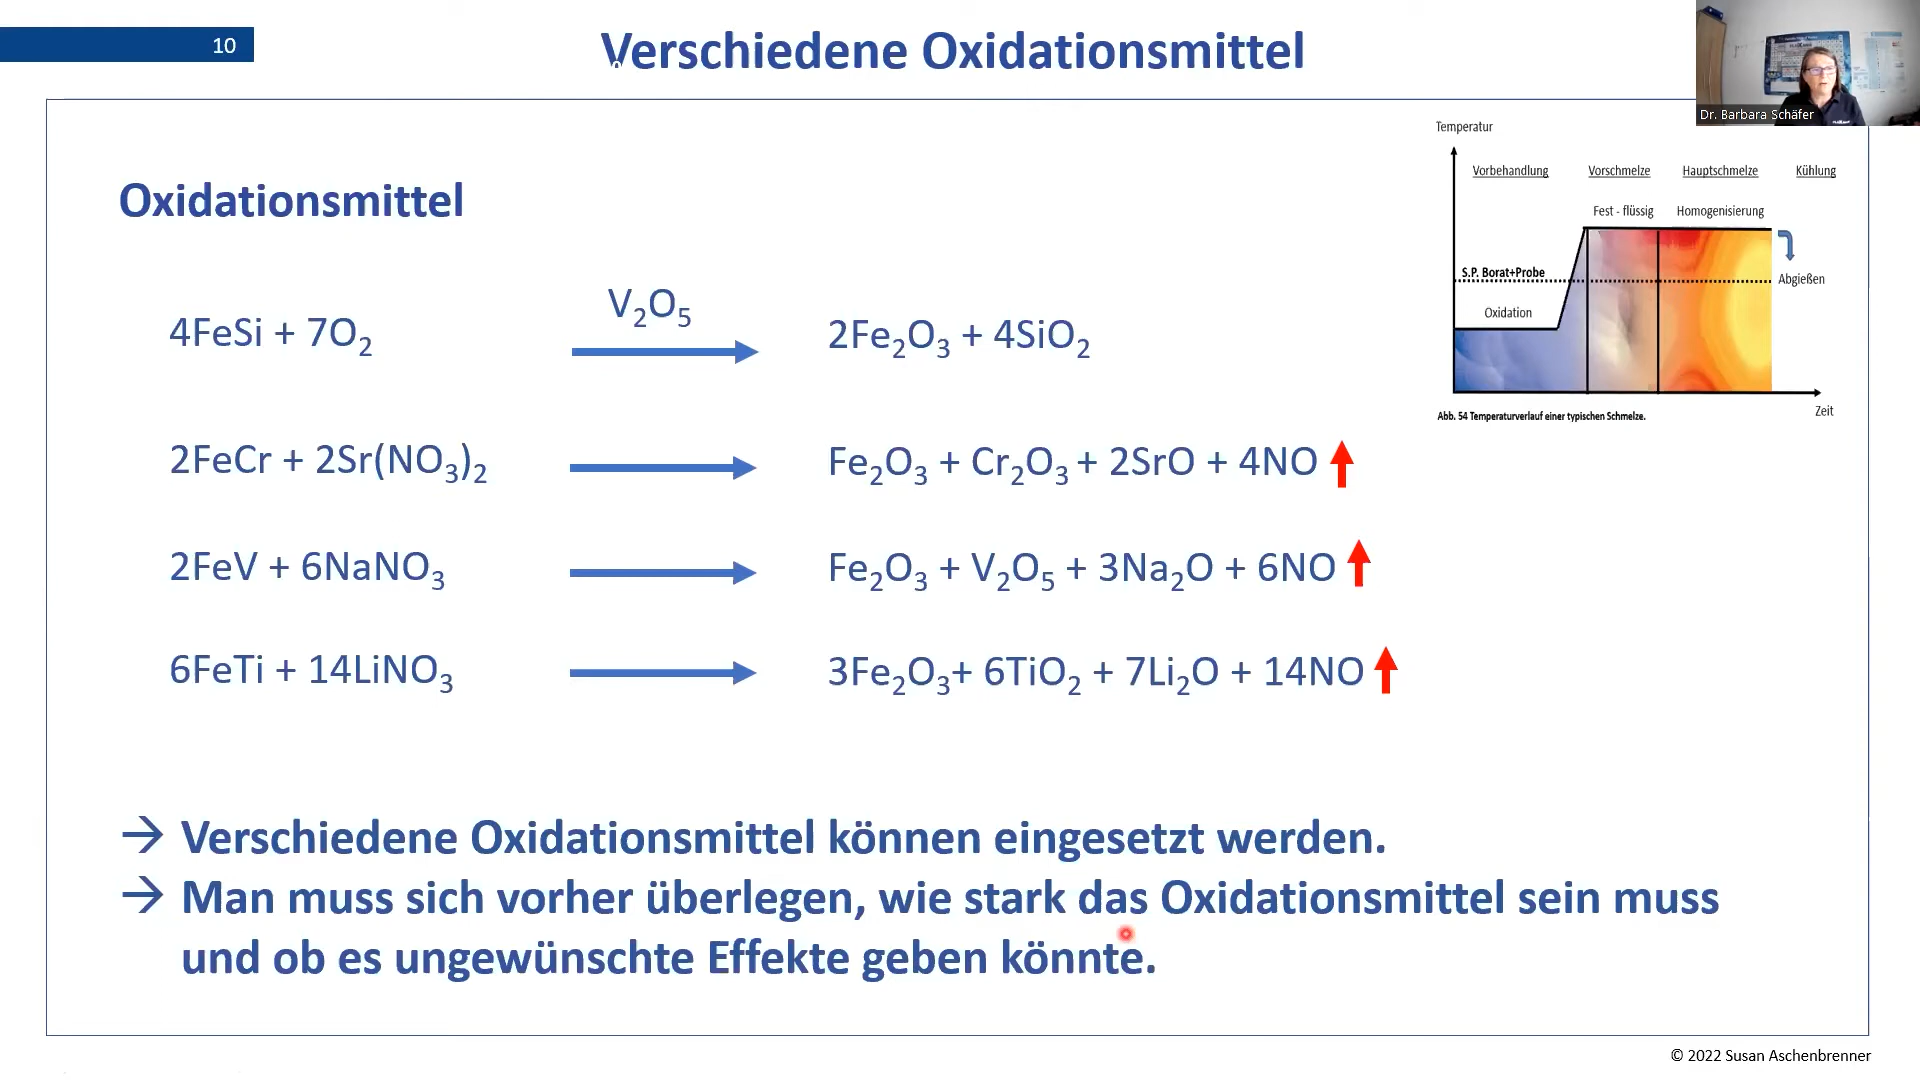 10
Verschiedene Oxidationsmittel
Dr. Barbara Schäfer
Oxidationsmittel
4FeSi + 7O₂
V₂O₅
2Fe₂O₃ + 4SiO₂
2FeCr + 2Sr(NO₃)₂
Fe₂O₃ + Cr₂O₃ + 2SrO + 4NO
2FeV + 6NaNO₃
Fe₂O₃ + V₂O₅ + 3Na₂O + 6NO
6FeTi + 14LiNO₃
3Fe₂O₃+ 6TiO₂ + 7Li₂O + 14NO
Temperatur
Vorbehandlung Vorschmelze Hauptschmelze Kühlung
Fest - flüssig Homogenisierung
S.P. Borat+Probe
Abgießen
Oxidation
Zeit
Abb. 54 Temperaturverlauf einer typischen Schmelze.
→ Verschiedene Oxidationsmittel können eingesetzt werden.
→ Man muss sich vorher überlegen, wie stark das Oxidationsmittel sein muss
und ob es ungewünschte Effekte geben könnte.
© 2022 Susan Aschenbrenner